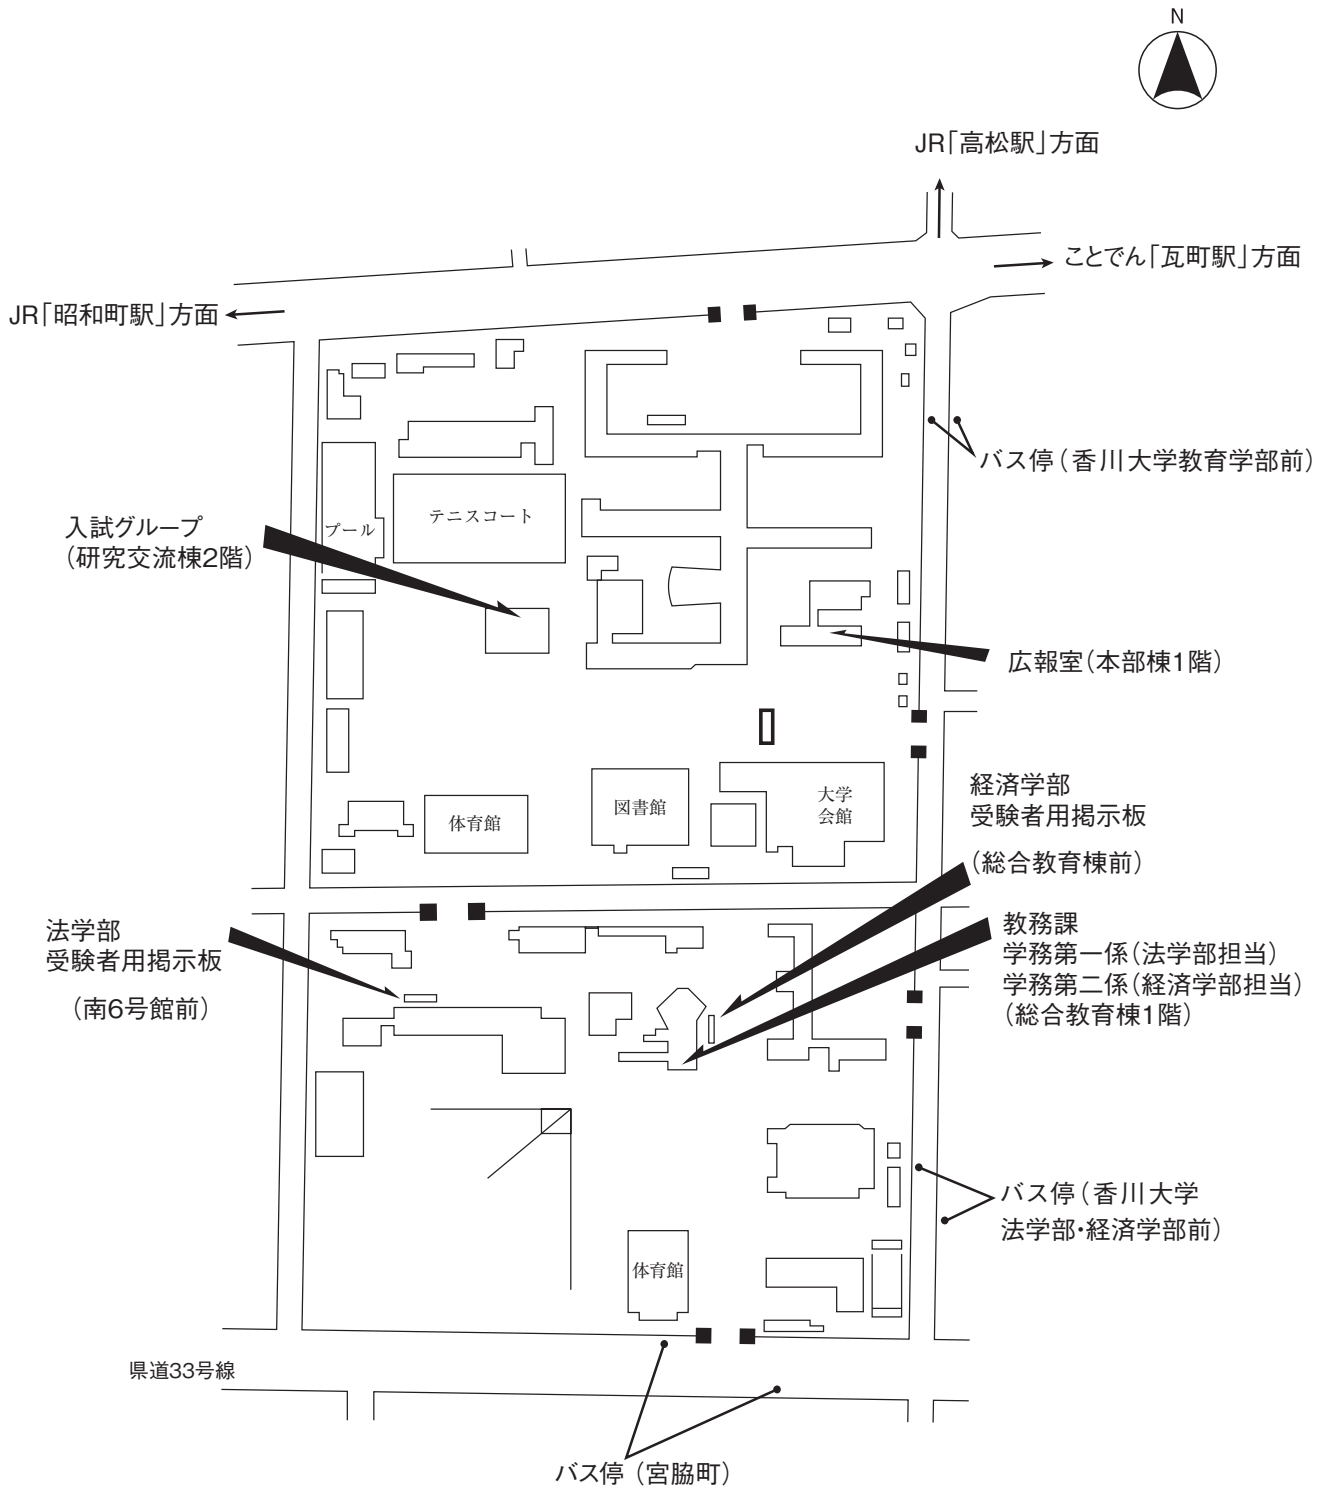 N
JR「高松駅」方面
ことでん「瓦町駅」方面
JR「昭和町駅」方面
バス停（香川大学教育学部前）
プール
テニスコート
入試グループ
（研究交流棟2階）
広報室（本部棟1階）
経済学部
受験者用掲示板
（総合教育棟前）
体育館
図書館
大学
会館
法学部
受験者用掲示板
（南6号館前）
教務課
学務第一係（法学部担当）
学務第二係（経済学部担当）
（総合教育棟1階）
バス停（香川大学
法学部・経済学部前）
体育館
県道33号線
バス停（宮脇町）